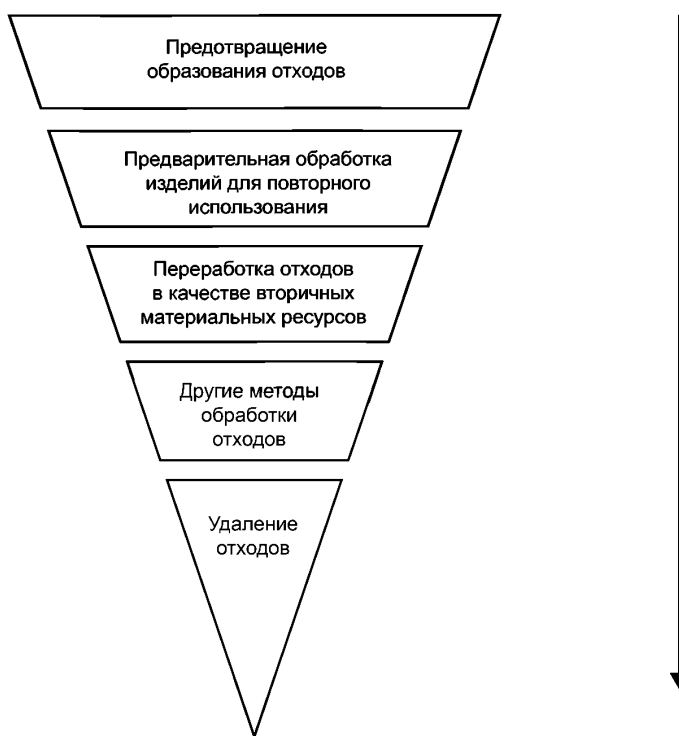 Предотвращение
образования отходов
Предварительная обработка
изделий для повторного
использования
Переработка отходов
в качестве вторичных
материальных ресурсов
Другие методы
обработки
отходов
Удаление
отходов